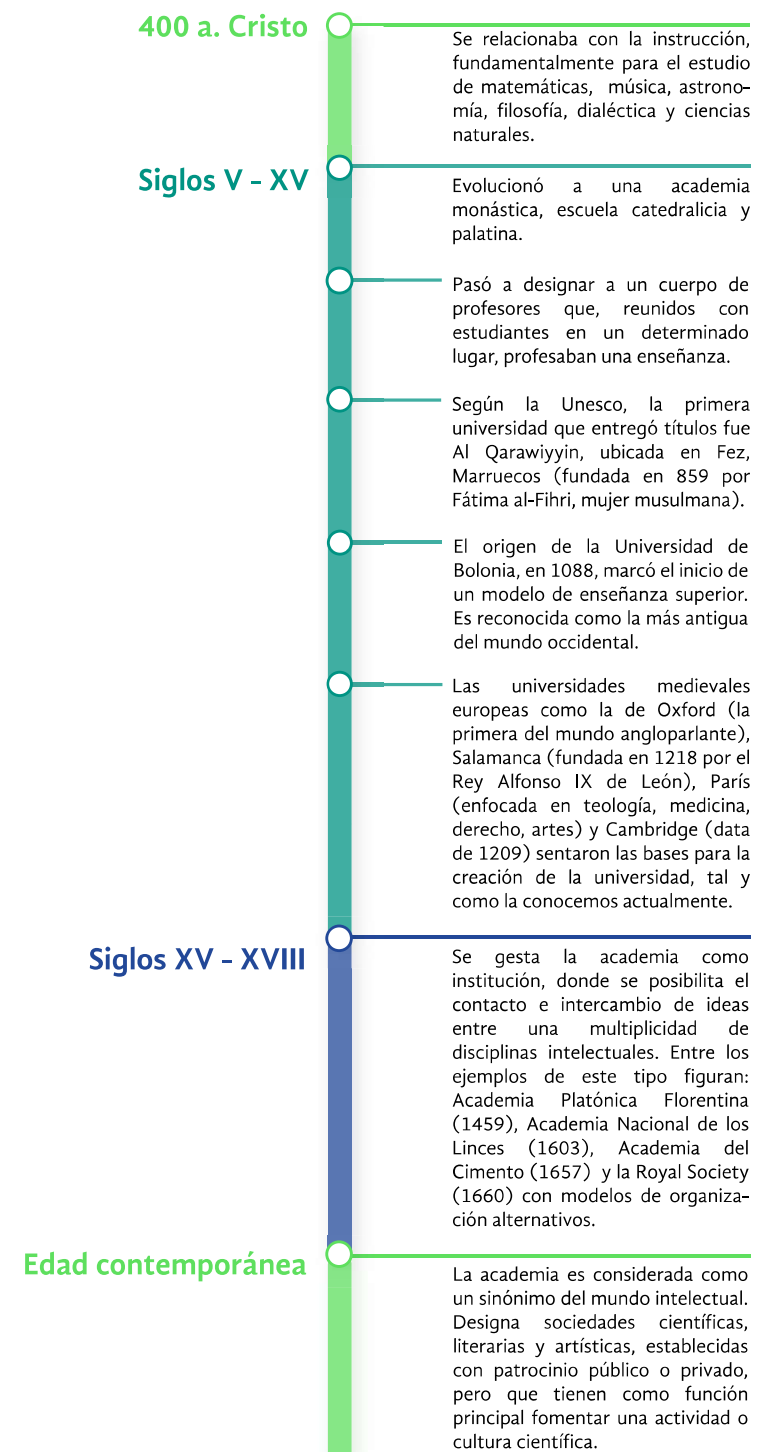 400 a. Cristo
Se relacionaba con la instrucción,
fundamentalmente para el estudio
de matemáticas, música, astrono-
mía, filosofía, dialéctica y ciencias
naturales.
Siglos V - XV
Evolucionó a una academia
monástica, escuela catedralicia y
palatina.
Pasó a designar a un cuerpo de
profesores que, reunidos con
estudiantes en un determinado
lugar, profesaban una enseñanza.
Según la Unesco, la primera
universidad que entregó títulos fue
Al Qarawiyyin, ubicada en Fez,
Marruecos (fundada en 859 por
Fátima al-Fihri, mujer musulmana).
El origen de la Universidad de
Bolonia, en 1088, marcó el inicio de
un modelo de enseñanza superior.
Es reconocida como la más antigua
del mundo occidental.
Las universidades medievales
europeas como la de Oxford (la
primera del mundo angloparlante),
Salamanca (fundada en 1218 por el
Rey Alfonso IX de León), París
(enfocada en teología, medicina,
derecho, artes) y Cambridge (data
de 1209) sentaron las bases para la
creación de la universidad, tal y
como la conocemos actualmente.
Siglos XV - XVIII
Se gesta la academia como
institución, donde se posibilita el
contacto e intercambio de ideas
entre una multiplicidad de
disciplinas intelectuales. Entre los
ejemplos de este tipo figuran:
Academia Platónica Florentina
(1459), Academia Nacional de los
Linces (1603), Academia del
Cimento (1657) y la Royal Society
(1660) con modelos de organiza-
ción alternativos.
Edad contemporánea
La academia es considerada como
un sinónimo del mundo intelectual.
Designa sociedades científicas,
literarias y artísticas, establecidas
con patrocinio público o privado,
pero que tienen como función
principal fomentar una actividad o
cultura científica.